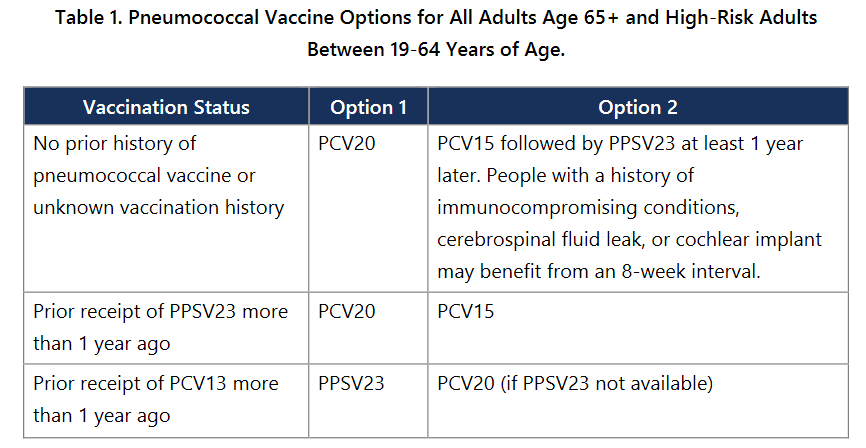 Table 1. Pneumococcal Vaccine Options for All Adults Age 65+ and High-Risk Adults
Between 19-64 Years of Age.
Vaccination Status Option 1 Option 2
No prior history of PCV20 PCV15 followed by PPSV23 at least 1 year
pneumococcal vaccine or later. People with a history of
unknown vaccination history immunocompromising conditions,
cerebrospinal fluid leak, or cochlear implant
may benefit from an 8-week interval.
Prior receipt of PPSV23 more PCV20 PCV15
than 1 year ago
Prior receipt of PCV13 more PPSV23 PCV20 (if PPSV23 not available)
than 1 year ago